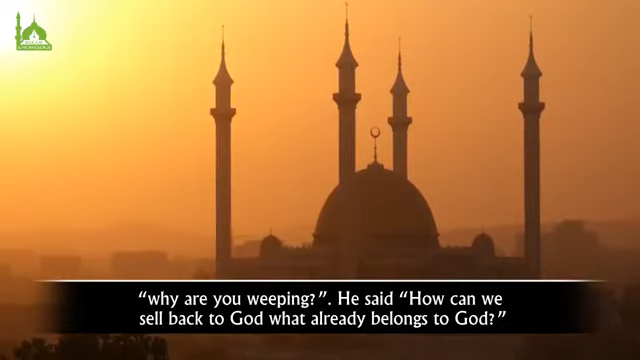 “why are you weeping?”. He said “How can we
sell back to God what already belongs to God?”